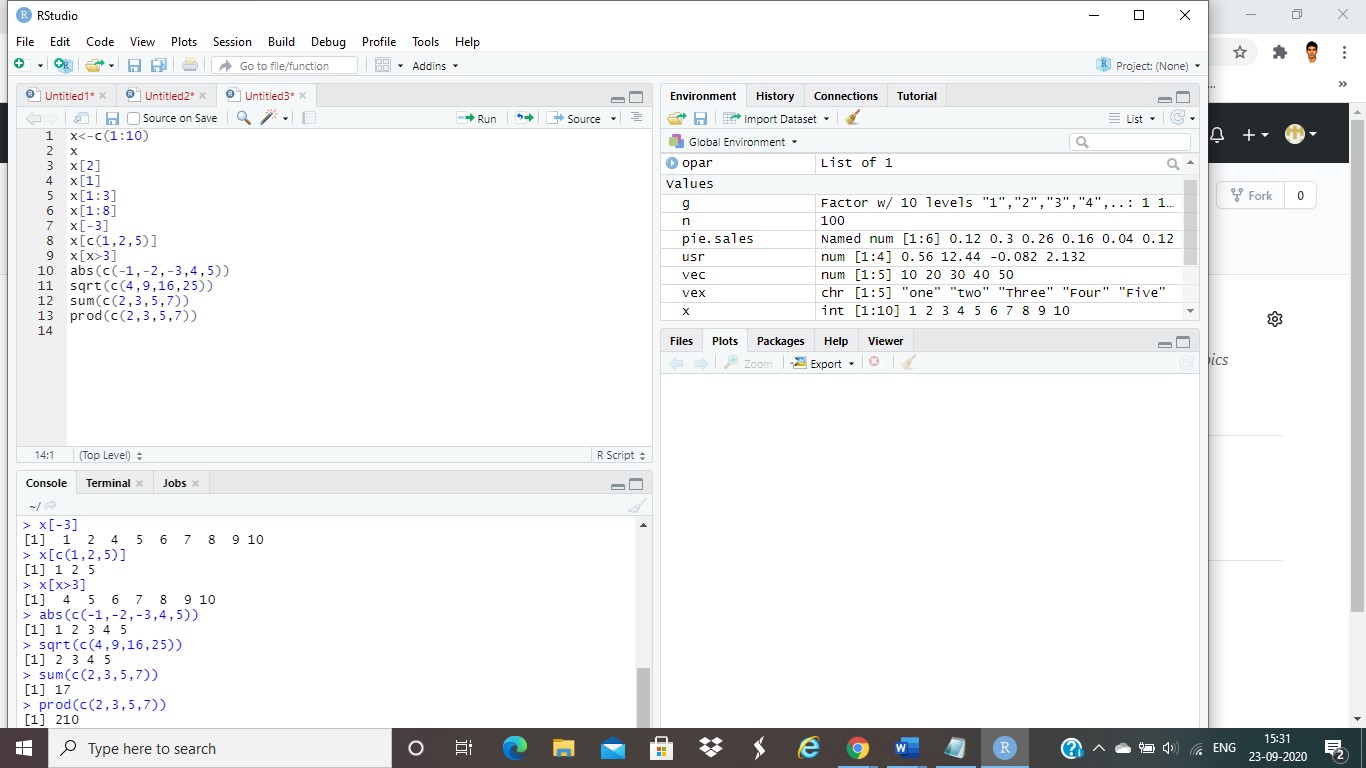 RStudio
File Edit Code View Plots Session Build Debug Profile Tools Help
Go to file/function
Addins
Project: (None)
Untitled1* Untitled2* Untitled3*
Source on Save
Run
Source
1 x<-c(1:10)
2 x
3 x[2]
4 x[1]
5 x[1:3]
6 x[1:8]
7 x[-3]
8 x[c(1,2,5)]
9 x[x>3]
10 abs(c(-1,-2,-3,4,5))
11 sqrt(c(4,9,16,25))
12 sum(c(2,3,5,7))
13 prod(c(2,3,5,7))
14
14:1 (Top Level) R Script
Console Terminal Jobs
~/
> x[-3]
[1] 1 2 4 5 6 7 8 9 10
> x[c(1,2,5)]
[1] 1 2 5
> x[x>3]
[1] 4 5 6 7 8 9 10
> abs(c(-1,-2,-3,4,5))
[1] 1 2 3 4 5
> sqrt(c(4,9,16,25))
[1] 2 3 4 5
> sum(c(2,3,5,7))
[1] 17
> prod(c(2,3,5,7))
[1] 210
Environment History Connections Tutorial
Import Dataset
List
Global Environment
opar List of 1
Values
g Factor w/ 10 levels "1","2","3","4",..: 1 1…
n 100
pie.sales Named num [1:6] 0.12 0.3 0.26 0.16 0.04 0.12
usr num [1:4] 0.56 12.44 -0.082 2.132
vec num [1:5] 10 20 30 40 50
vex chr [1:5] "one" "two" "Three" "Four" "Five"
x int [1:10] 1 2 3 4 5 6 7 8 9 10
Files Plots Packages Help Viewer
Zoom
Export
Fork 0
Type here to search
ENG
15:31
23-09-2020
2